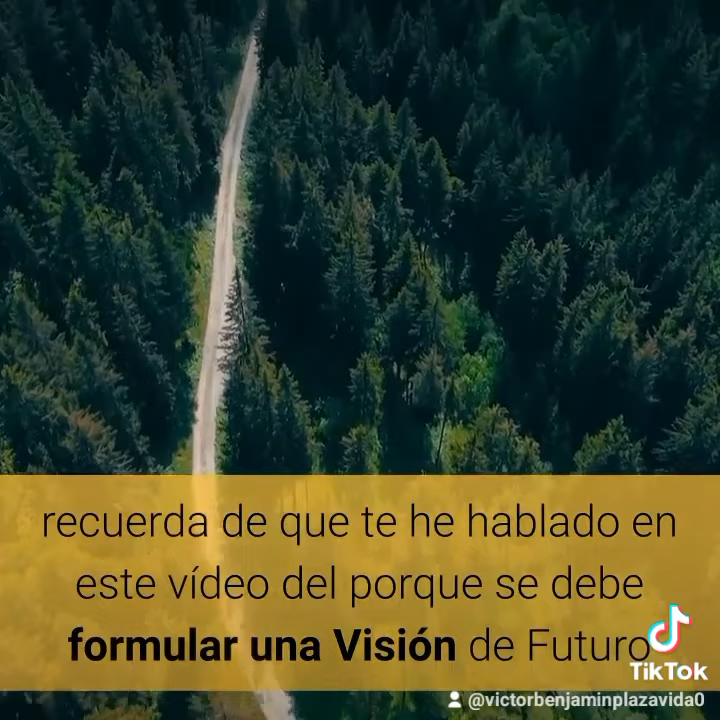 recuerda de que te he hablado en
este vídeo del porque se debe
formular una Visión de Futuro
TikTok
@victorbenjaminplazavida0